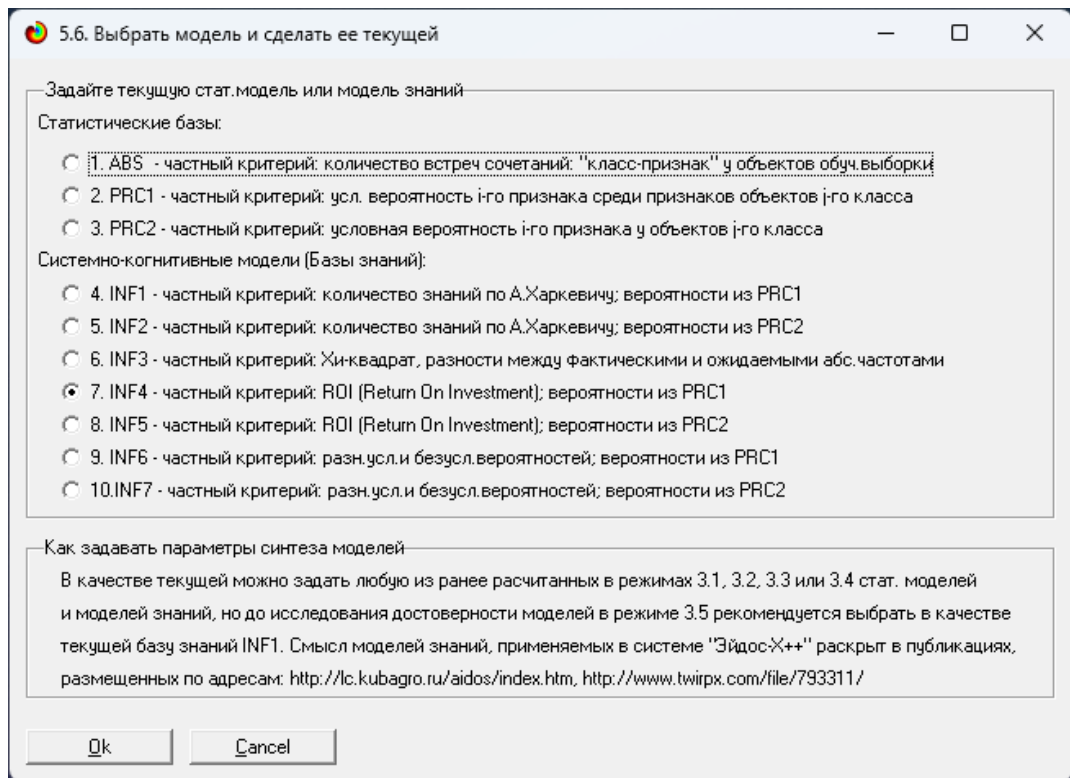 5.6. Выбрать модель и сделать ее текущей
Задайте текущую стат.модель или модель знаний
Статистические базы:
1. ABS - частный критерий: количество встреч сочетаний: "класс-признак" у объектов обуч.выборки
2. PRC1 - частный критерий: усл. вероятность i-го признака среди признаков объектов j-го класса
3. PRC2 - частный критерий: условная вероятность i-го признака у объектов j-го класса
Системно-когнитивные модели (Базы знаний):
4. INF1 - частный критерий: количество знаний по А.Харкевичу; вероятности из PRC1
5. INF2 - частный критерий: количество знаний по А.Харкевичу; вероятности из PRC2
6. INF3 - частный критерий: Хи-квадрат, разности между фактическими и ожидаемыми абс.частотами
7. INF4 - частный критерий: ROI (Return On Investment); вероятности из PRC1
8. INF5 - частный критерий: ROI (Return On Investment); вероятности из PRC2
9. INF6 - частный критерий: разн.усл.и безусл.вероятностей; вероятности из PRC1
10.INF7 - частный критерий: разн.усл.и безусл.вероятностей; вероятности из PRC2
Как задавать параметры синтеза моделей
В качестве текущей можно задать любую из ранее расчитанных в режимах 3.1, 3.2, 3.3 или 3.4 стат. моделей
и моделей знаний, но до исследования достоверности моделей в режиме 3.5 рекомендуется выбрать в качестве
текущей базу знаний INF1. Смысл моделей знаний, применяемых в системе "Эйдос-Х++" раскрыт в публикациях,
размещенных по адресам: http://lc.kubagro.ru/aidos/index.htm, http://www.twirpx.com/file/793311/
Ok
Cancel